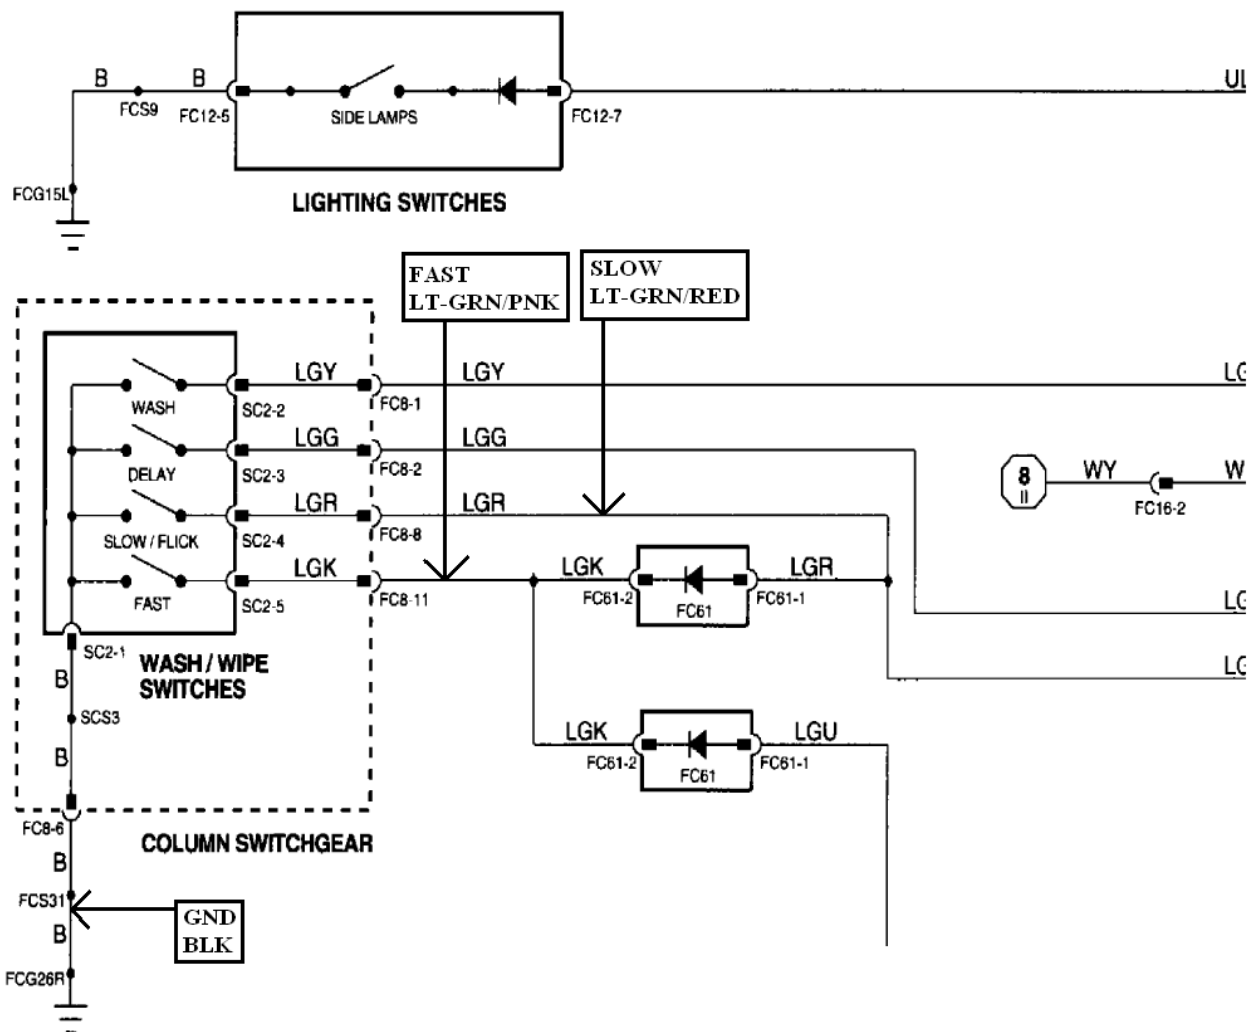 B
B
UL
FCS9
FC12-5
SIDE LAMPS
FC12-7
FCG15L
LIGHTING SWITCHES
FAST
LT-GRN/PNK
SLOW
LT-GRN/RED
LGY
LGY
LG
WASH
SC2-2
FC8-1
LGG
LGG
DELAY
SC2-3
FC8-2
8
II
WY
W
FC16-2
LGR
LGR
SLOW / FLICK
SC2-4
FC8-8
LGK
LGK
LGR
FAST
SC2-5
FC8-11
FC61-2
FC61
FC61-1
LG
SC2-1
WASH / WIPE
SWITCHES
LG
B
SCS3
B
LGK
LGU
FC61-2
FC61
FC61-1
FC8-6
COLUMN SWITCHGEAR
B
FCS31
GND
BLK
B
FCG26R